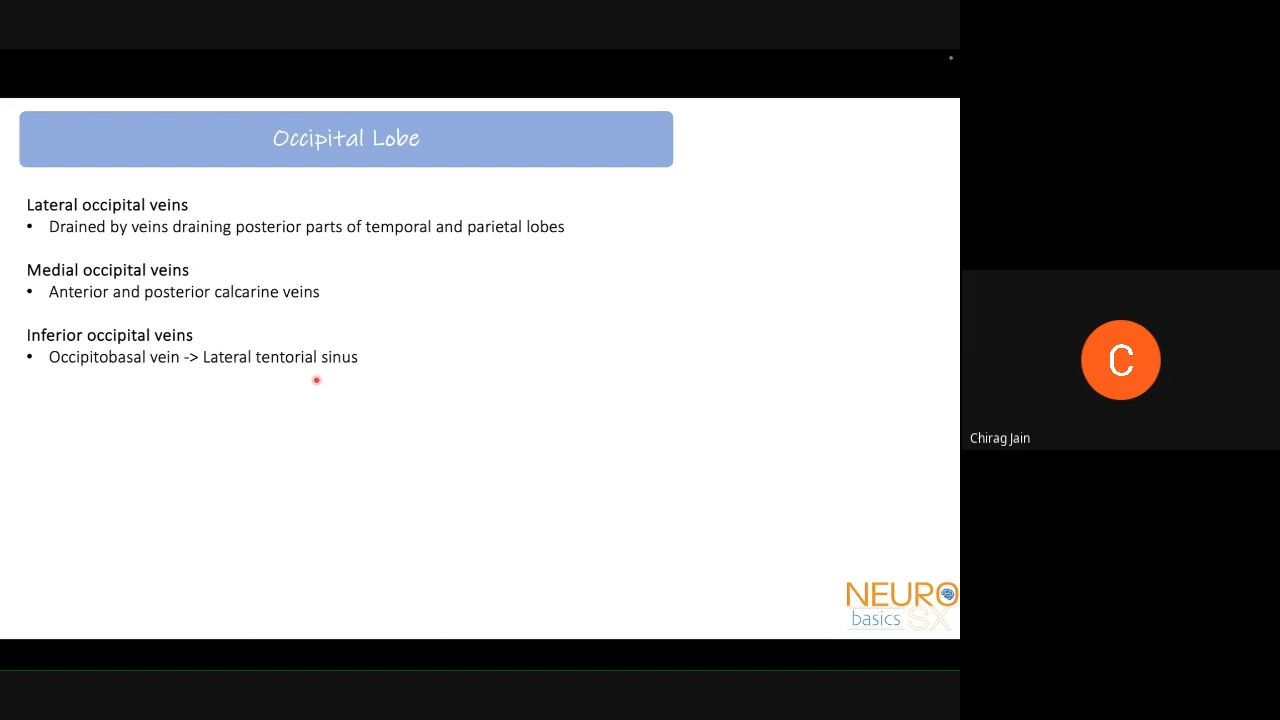 Occipital Lobe
Lateral occipital veins
• Drained by veins draining posterior parts of temporal and parietal lobes
Medial occipital veins
• Anterior and posterior calcarine veins
Inferior occipital veins
• Occipitobasal vein -> Lateral tentorial sinus
C
Chirag Jain
NEURO
basics SX